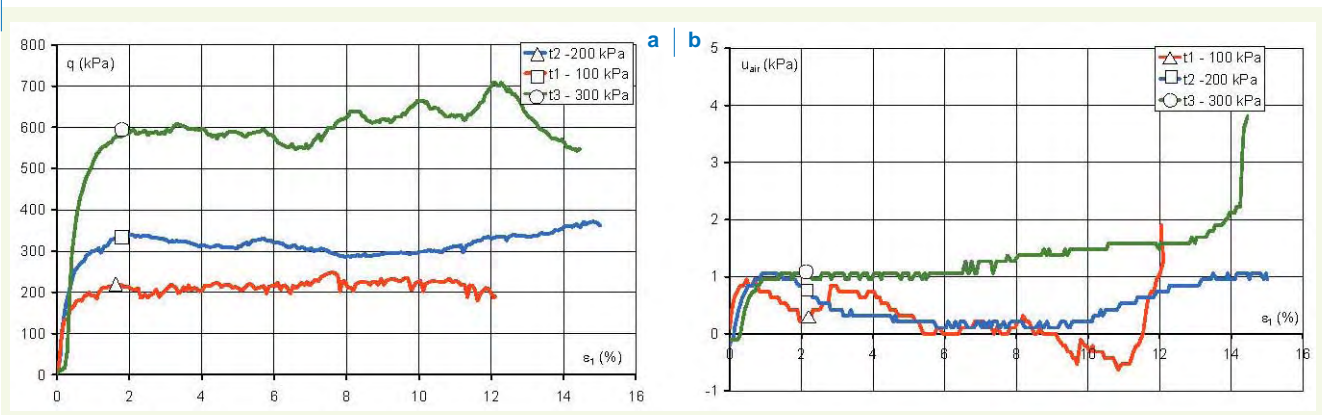 a | b
800
700
600
500
400
300
200
100
0
q (kPa)
t2 -200 kPa
t1 - 100 kPa
t3 - 300 kPa
ε1 (%)
0 2 4 6 8 10 12 14 16
5
4
3
2
1
0
-1
uair (kPa)
t1 - 100 kPa
t2 -200 kPa
t3 - 300 kPa
ε1 (%)
0 2 4 6 8 10 12 14 16